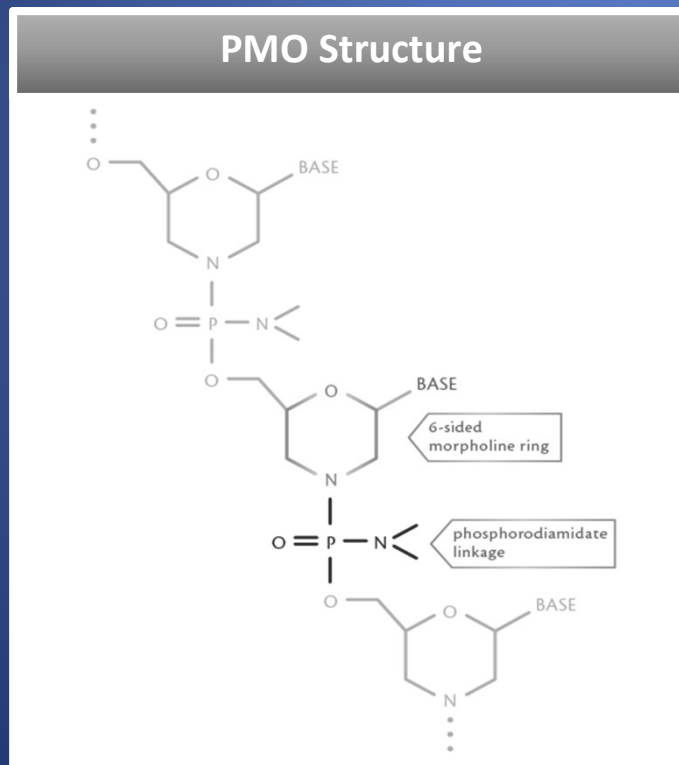 PMO Structure
O
O
BASE
N
O
P
N
O
O
BASE
6-sided
morpholine ring
N
O
P
N
phosphorodiamidate
linkage
O
O
BASE
N